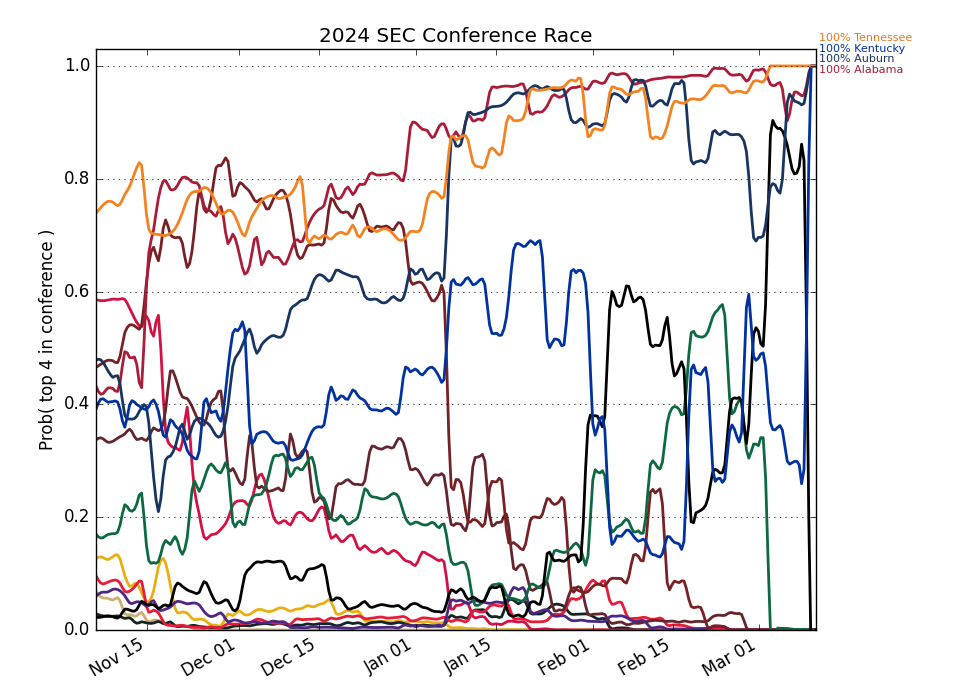 2024 SEC Conference Race
100% Tennessee
100% Kentucky
100% Auburn
100% Alabama
Prob( top 4 in conference )
1.0
0.8
0.6
0.4
0.2
0.0
Nov 15
Dec 01
Dec 15
Jan 01
Jan 15
Feb 01
Feb 15
Mar 01